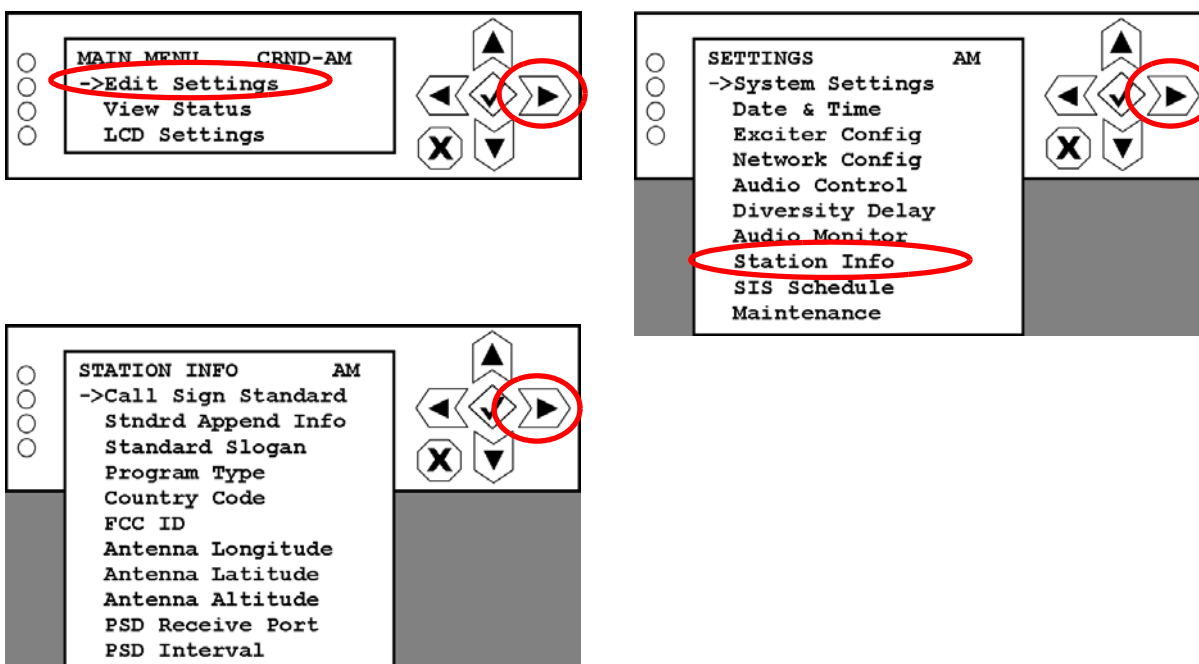 MAIN MENU CRND-AM
->Edit Settings
View Status
LCD Settings
X
SETTINGS AM
->System Settings
Date & Time
Exciter Config
Network Config
Audio Control
Diversity Delay
Audio Monitor
Station Info
SIS Schedule
Maintenance
X
STATION INFO AM
->Call Sign Standard
Stndrd Append Info
Standard Slogan
Program Type
Country Code
FCC ID
Antenna Longitude
Antenna Latitude
Antenna Altitude
PSD Receive Port
PSD Interval
X